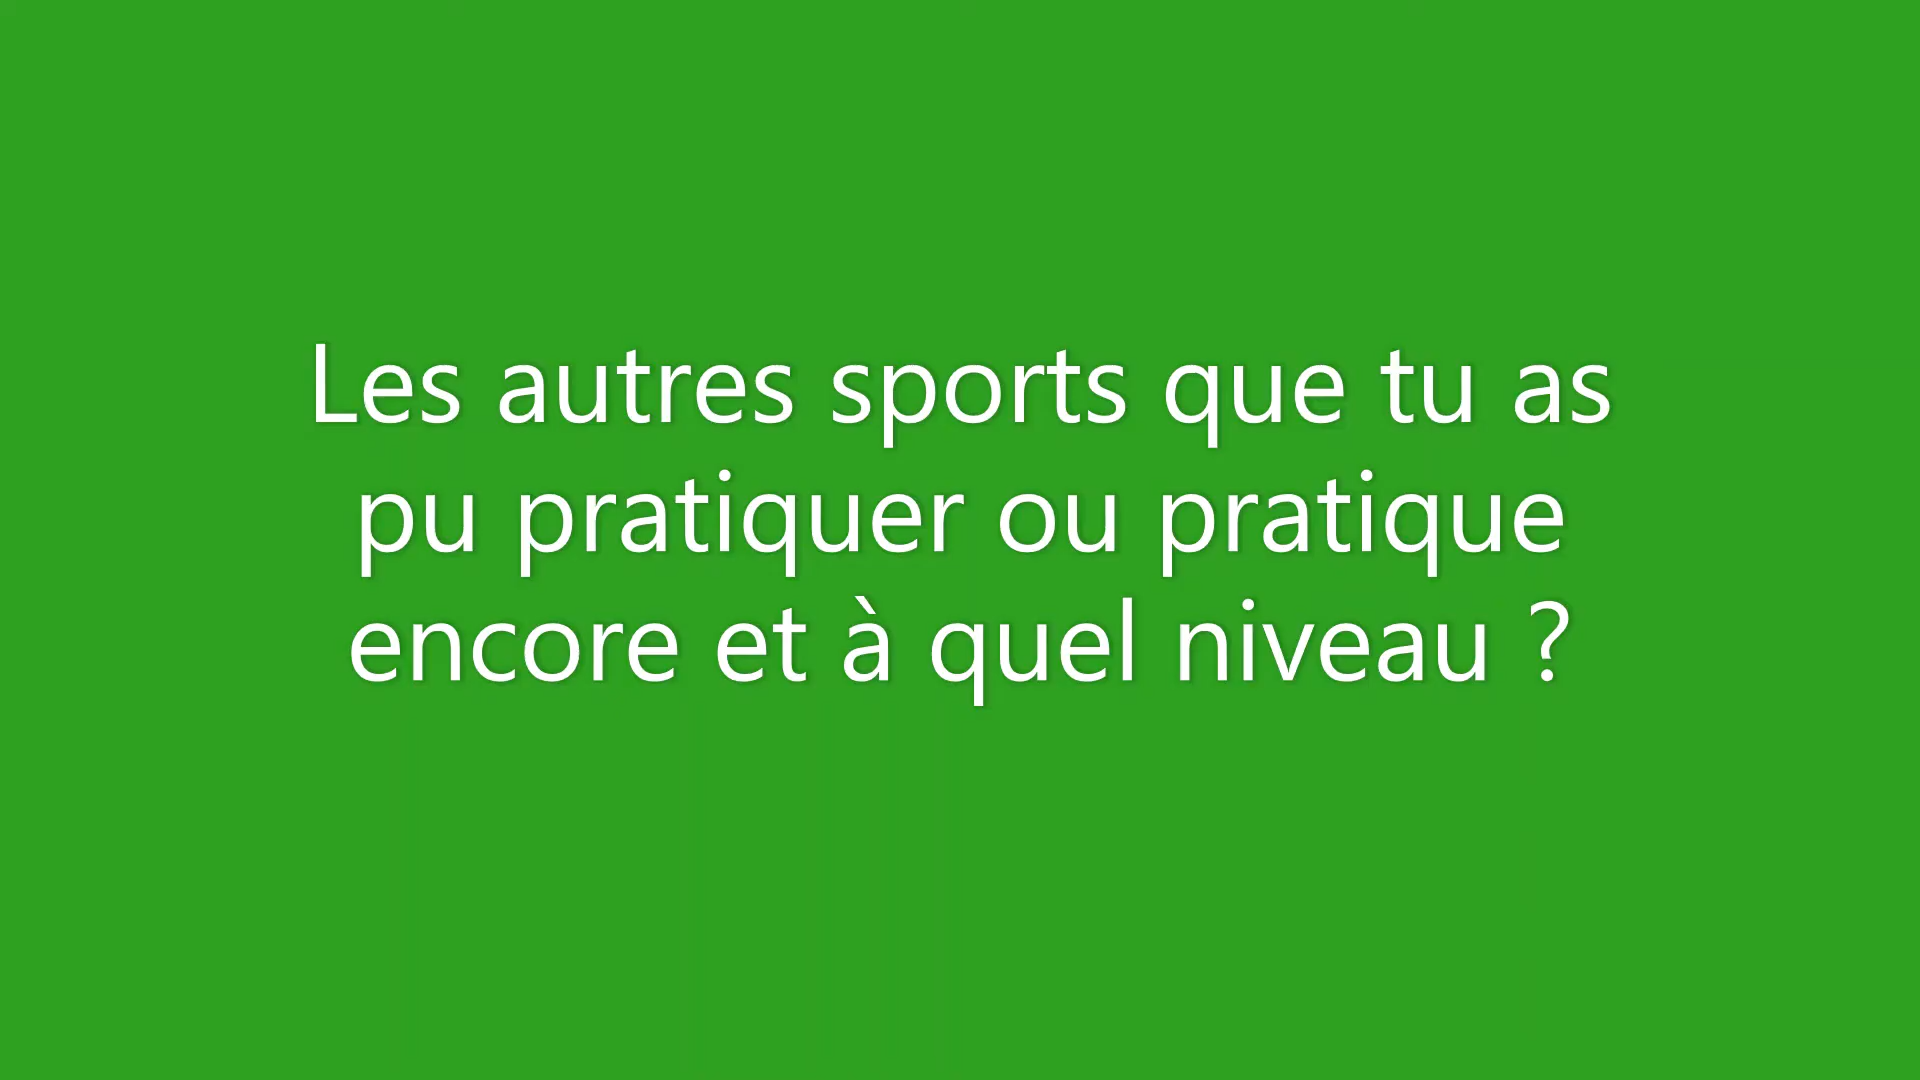 Les autres sports que tu as
pu pratiquer ou pratique
encore et à quel niveau ?